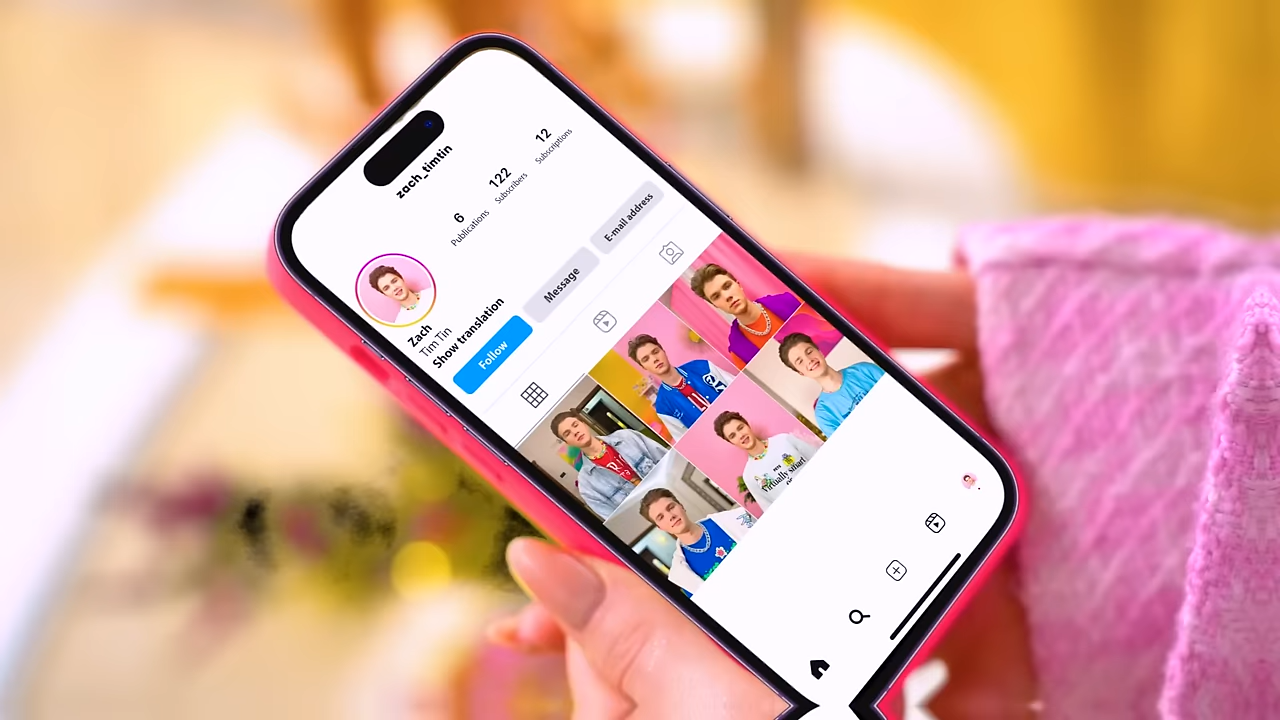 zach_timtin
6
Publications
122
Subscribers
12
Subscriptions
Zach
Tim Tin
Show translation
Follow
Message
E-mail address
Virtually smart